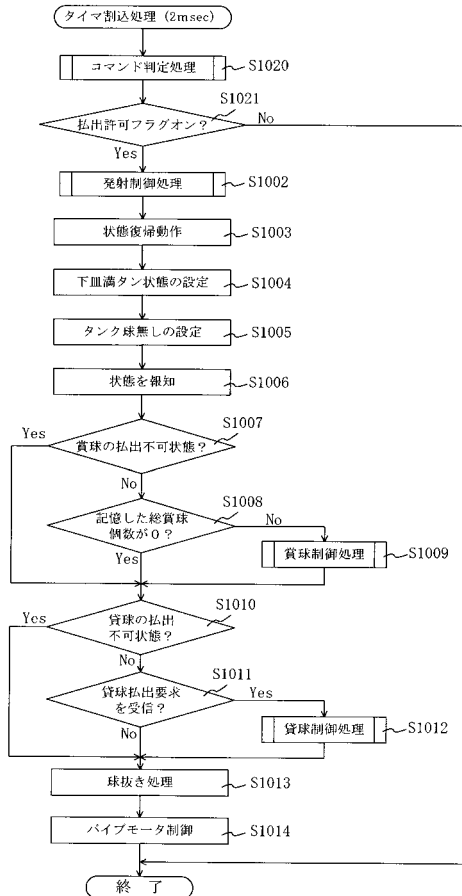 タイマ割込処理 (2msec)
コマンド判定処理
S1020
S1021
払出許可フラグオン?
No
Yes
発射制御処理
S1002
状態復帰動作
S1003
下皿満タン状態の設定
S1004
タンク球無しの設定
S1005
状態を報知
S1006
S1007
Yes
賞球の払出不可状態?
No
S1008
記憶した総賞球
個数が0?
No
Yes
賞球制御処理
S1009
S1010
Yes
貸球の払出
不可状態?
No
S1011
貸球払出要求
を受信?
Yes
No
貸球制御処理
S1012
球抜き処理
S1013
バイブモータ制御
S1014
終 了